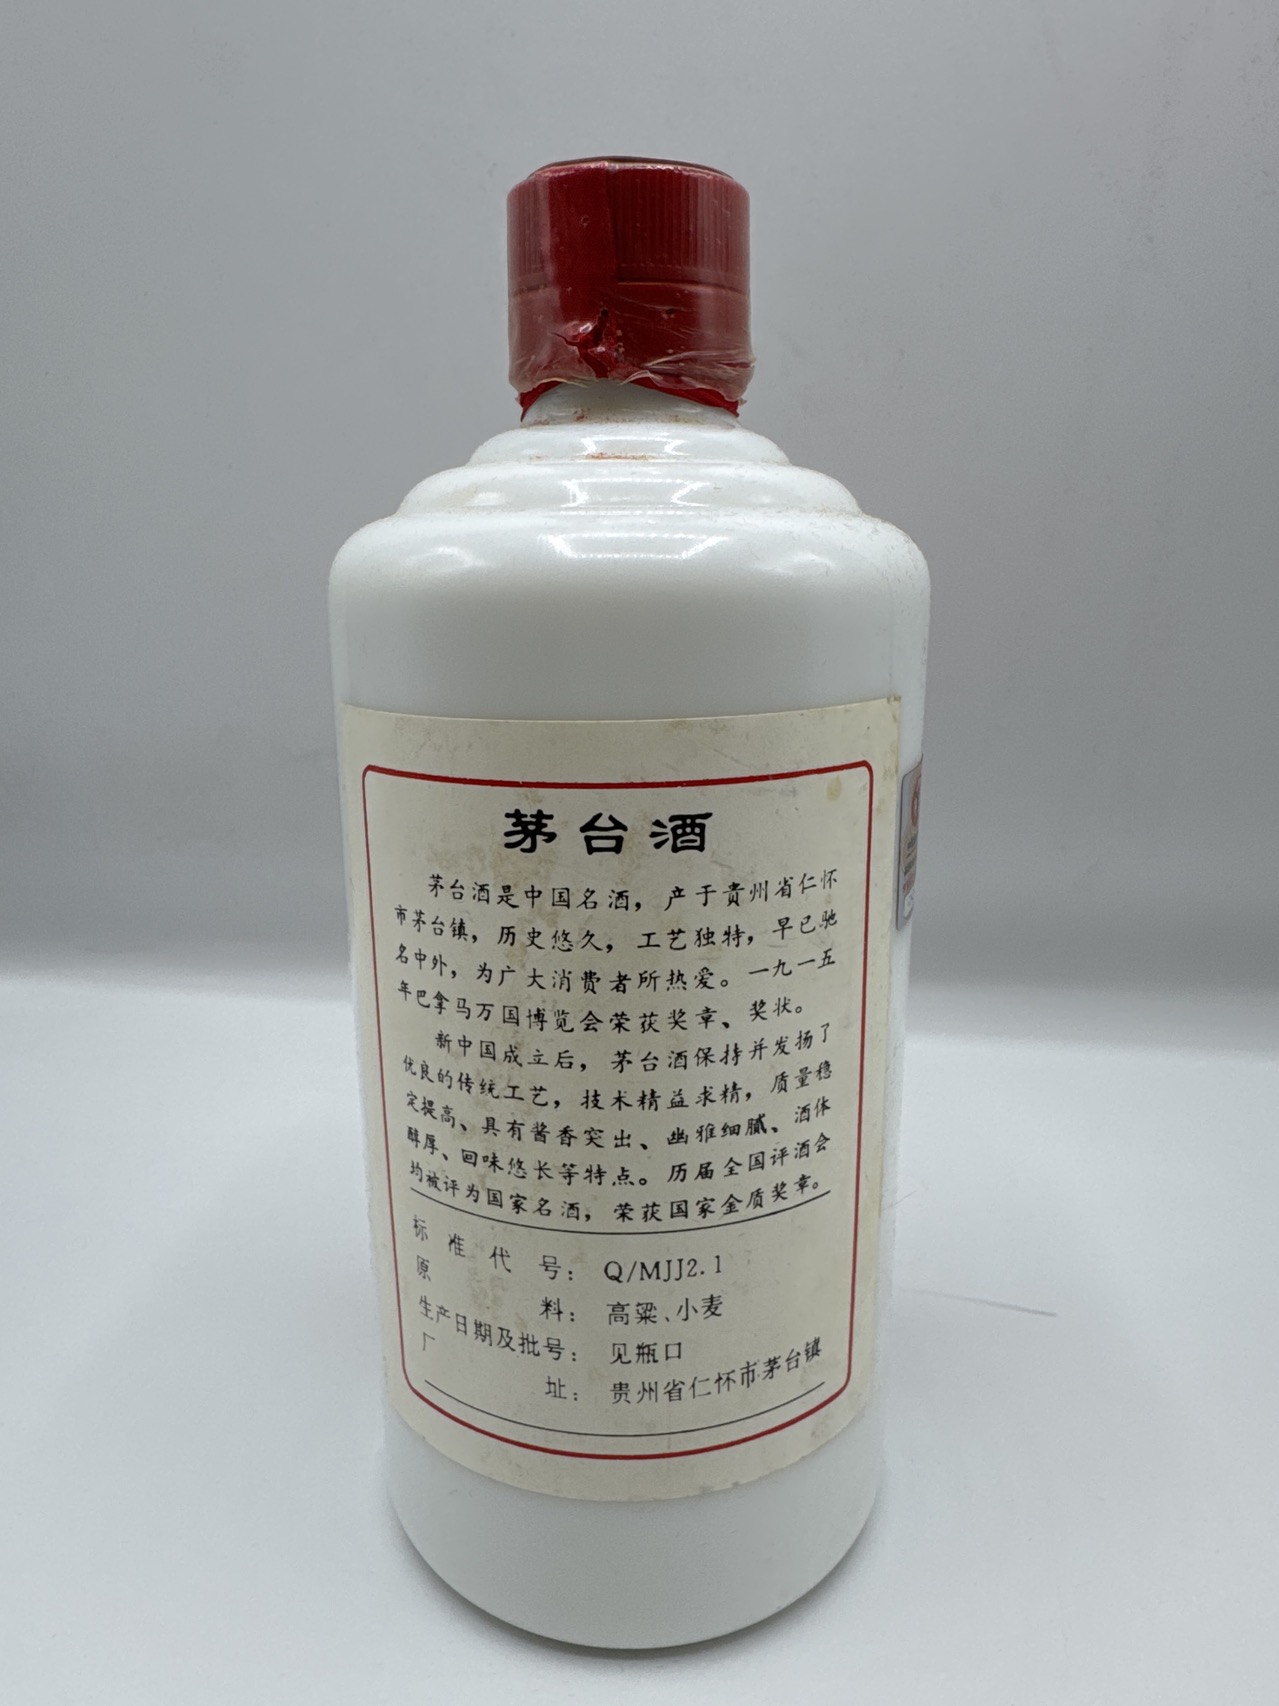 茅台酒
茅台酒是中国名酒，产于贵州省仁怀
市茅台镇，历史悠久，工艺独特，早已驰
名中外，为广大消费者所热爱。一九一五
年巴拿马万国博览会荣获奖章、奖状。
新中国成立后，茅台酒保持并发扬了
优良的传统工艺，技术精益求精，质量稳
定提高、具有酱香突出、幽雅细腻、酒体
醇厚、回味悠长等特点。历届全国评酒会
均被评为国家名酒，荣获国家金质奖章。
标准代号：Q/MJJ2.1
原料：高粱、小麦
生产日期及批号：见瓶口
厂址：贵州省仁怀市茅台镇